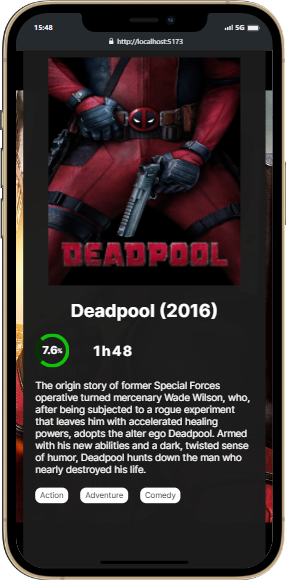 15:48
5G
http://localhost:5173
DEADPOOL
Deadpool (2016)
7.6%
1h48
The origin story of former Special Forces
operative turned mercenary Wade Wilson, who,
after being subjected to a rogue experiment
that leaves him with accelerated healing
powers, adopts the alter ego Deadpool. Armed
with his new abilities and a dark, twisted sense
of humor, Deadpool hunts down the man who
nearly destroyed his life.
Action
Adventure
Comedy